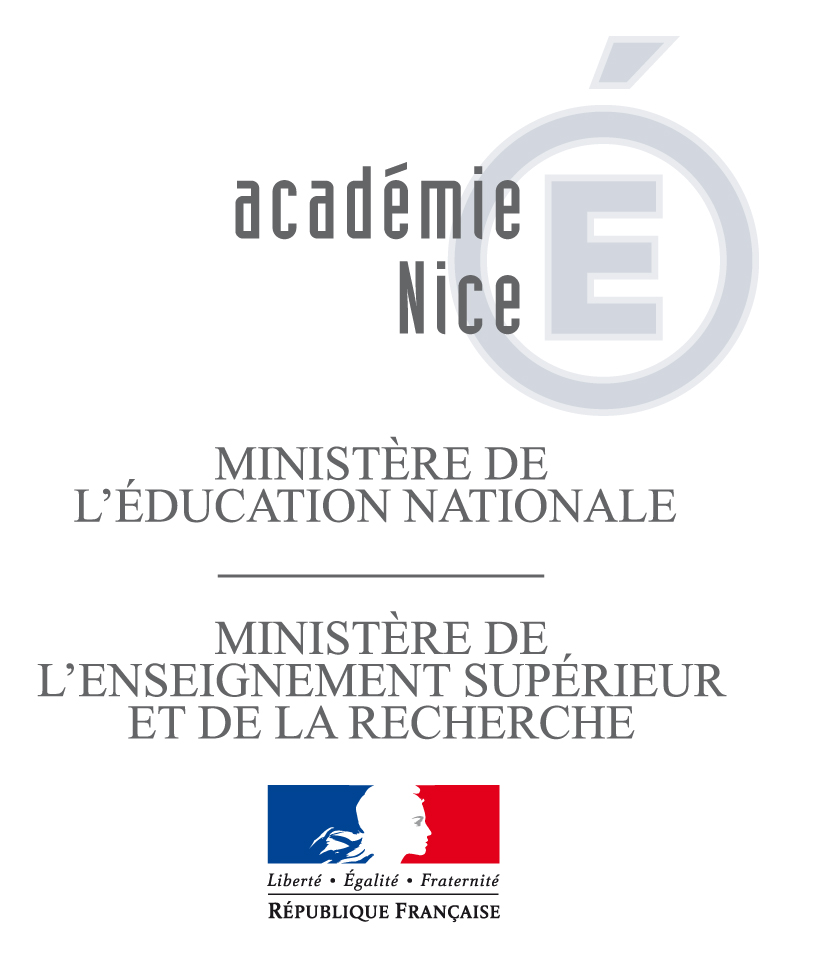 É
académie
Nice
MINISTÈRE DE
L’ÉDUCATION NATIONALE
MINISTÈRE DE
L’ENSEIGNEMENT SUPÉRIEUR
ET DE LA RECHERCHE
Liberté • Égalité • Fraternité
RÉPUBLIQUE FRANÇAISE